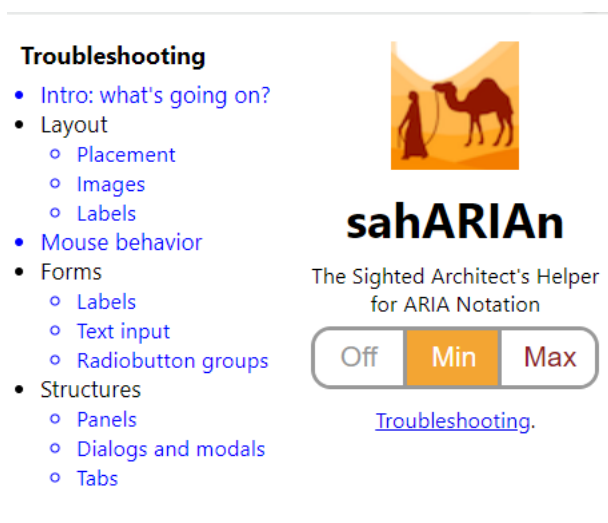 Troubleshooting
Intro: what's going on?
Layout
Placement
Images
Labels
Mouse behavior
Forms
Labels
Text input
Radiobutton groups
Structures
Panels
Dialogs and modals
Tabs
sahARIAn
The Sighted Architect's Helper
for ARIA Notation
Off Min Max
Troubleshooting.